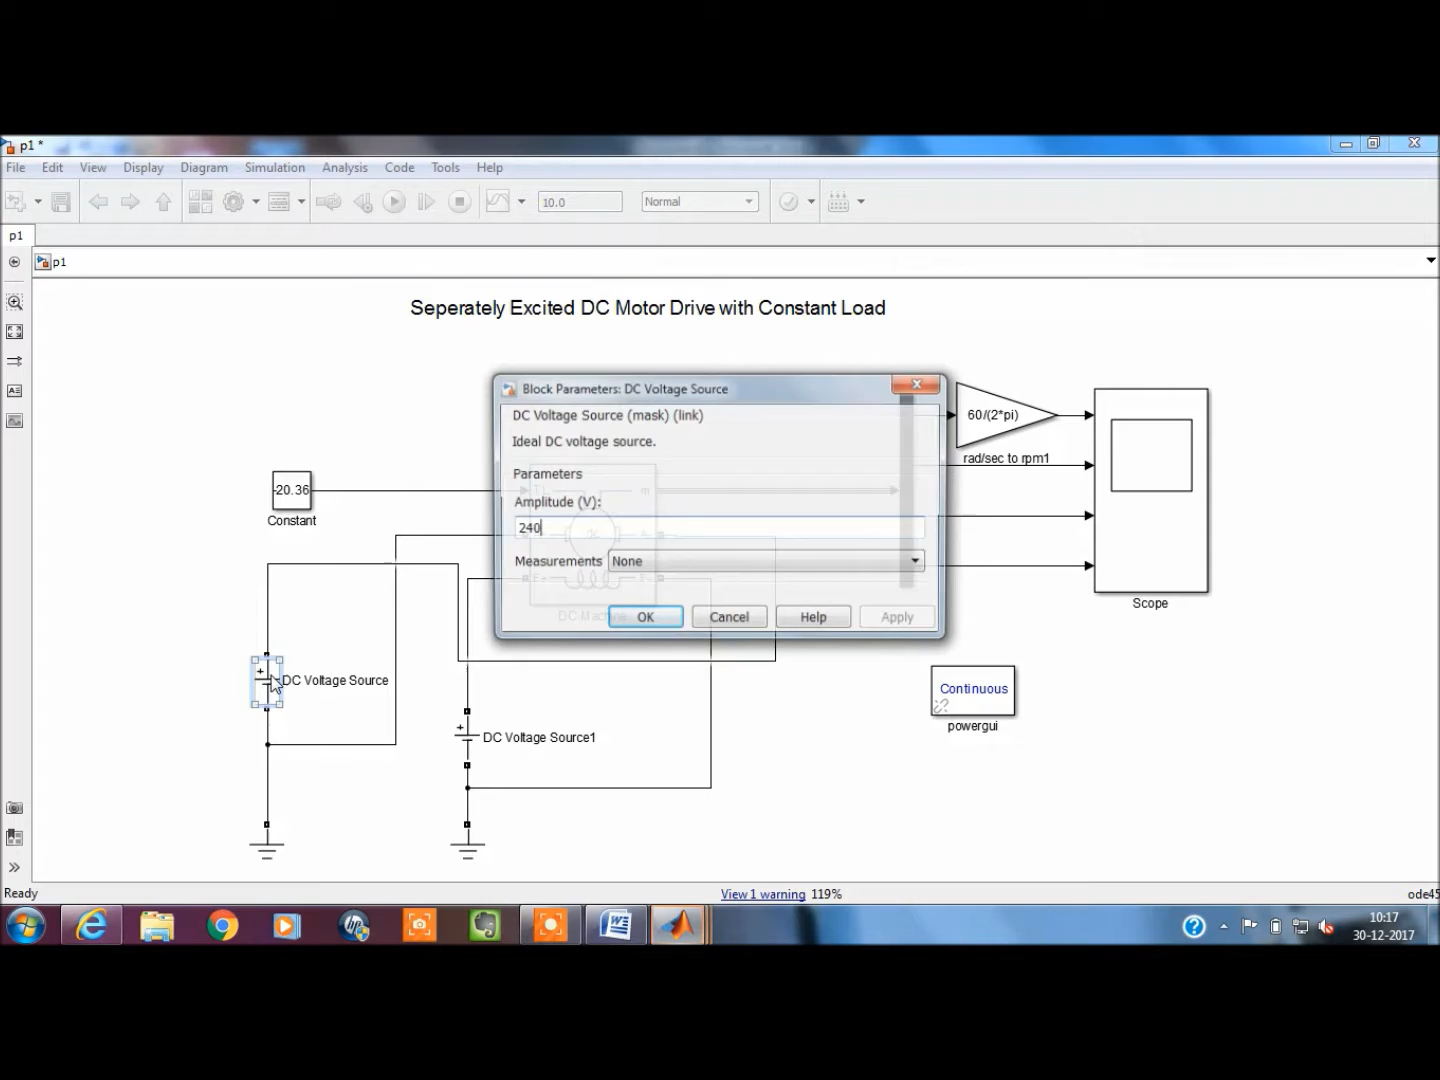 p1 *
File Edit View Display Diagram Simulation Analysis Code Tools Help
10.0 Normal
p1
p1
Seperately Excited DC Motor Drive with Constant Load
Block Parameters: DC Voltage Source
DC Voltage Source (mask) (link)
Ideal DC voltage source.
Parameters
Amplitude (V):
240
Measurements None
OK Cancel Help Apply
60/(2*pi)
rad/sec to rpm1
-20.36
Constant
m
dc
DC Machine
Scope
DC Voltage Source
DC Voltage Source1
Continuous
powergui
Ready
View 1 warning 119%
ode45
10:17
30-12-2017